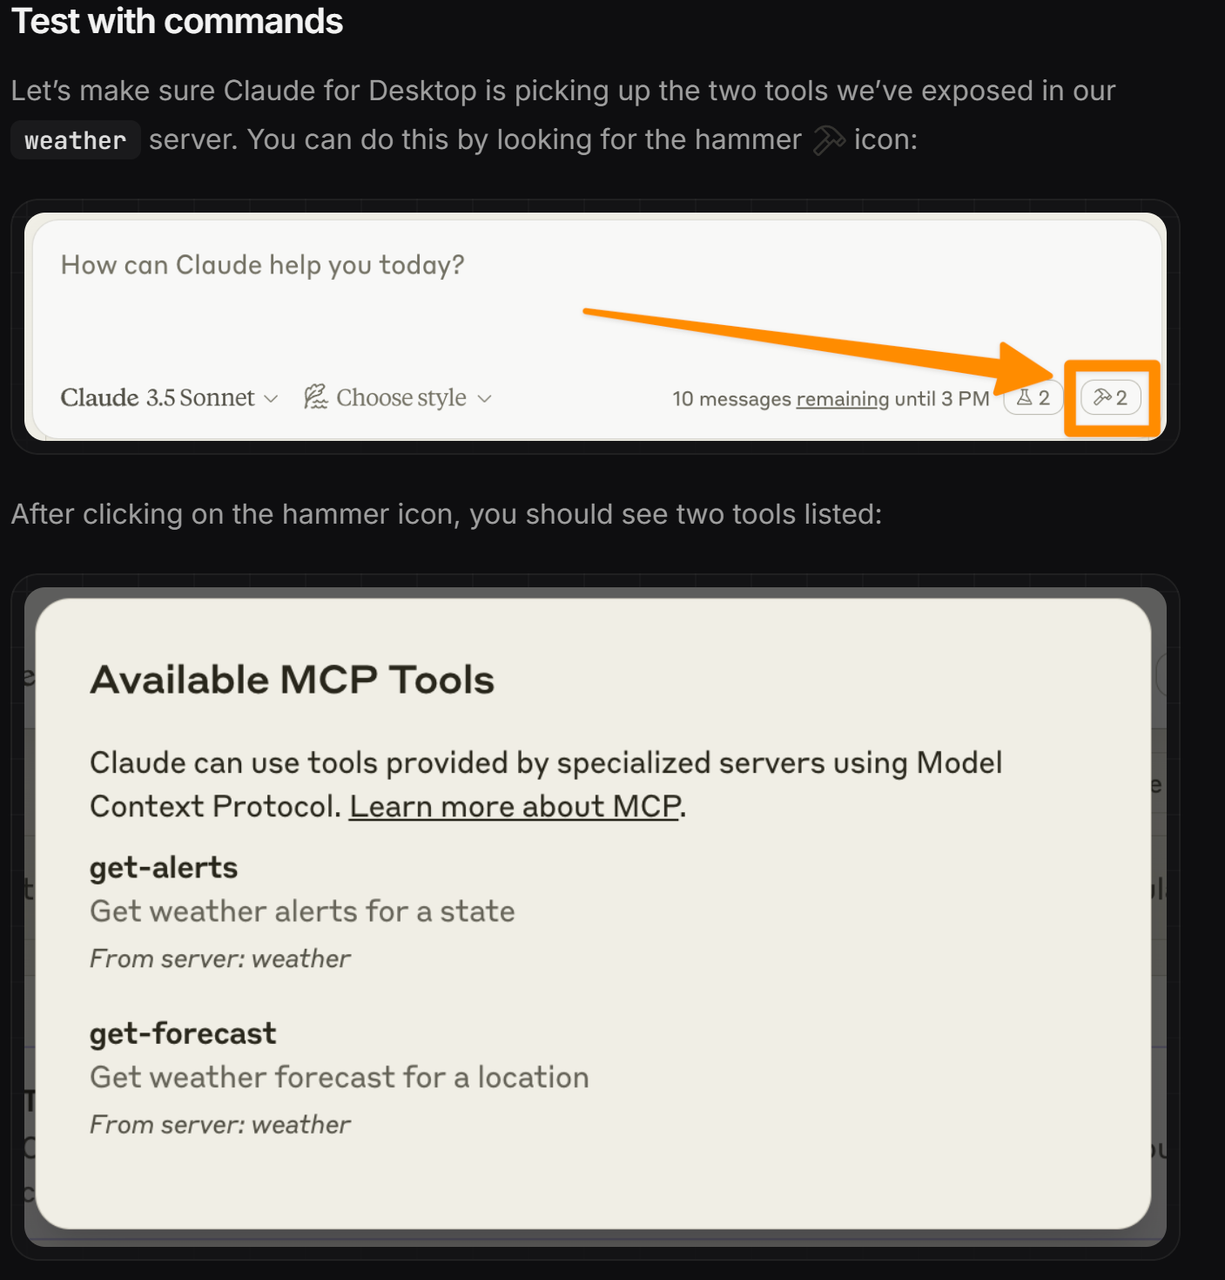 Test with commands
Let’s make sure Claude for Desktop is picking up the two tools we’ve exposed in our
weather server. You can do this by looking for the hammer icon:
How can Claude help you today?
Claude 3.5 Sonnet Choose style 10 messages remaining until 3 PM 2 2
After clicking on the hammer icon, you should see two tools listed:
Available MCP Tools
Claude can use tools provided by specialized servers using Model
Context Protocol. Learn more about MCP.
get-alerts
Get weather alerts for a state
From server: weather
get-forecast
Get weather forecast for a location
From server: weather